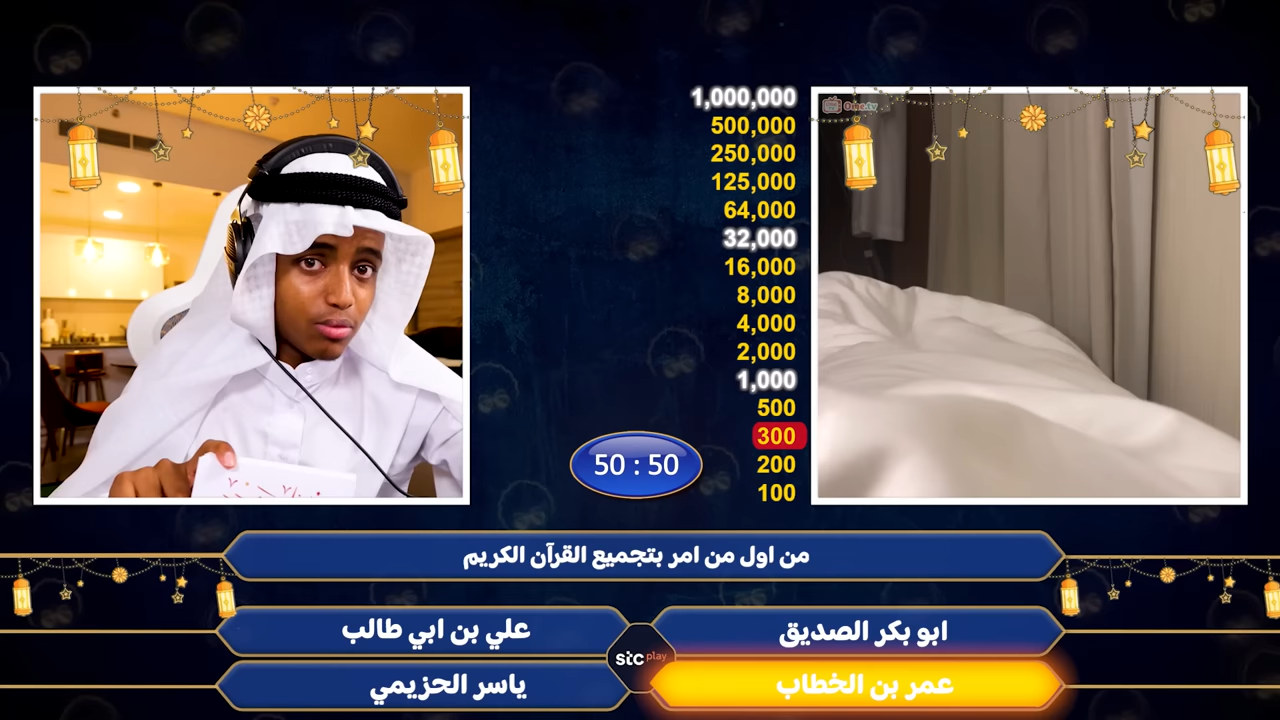 1,000,000
500,000
250,000
125,000
64,000
32,000
16,000
8,000
4,000
2,000
1,000
500
300
200
100
50 : 50
Ome.tv
من اول من امر بتجميع القرآن الكريم
ابو بكر الصديق
علي بن ابي طالب
عمر بن الخطاب
ياسر الحزيمي
stc play